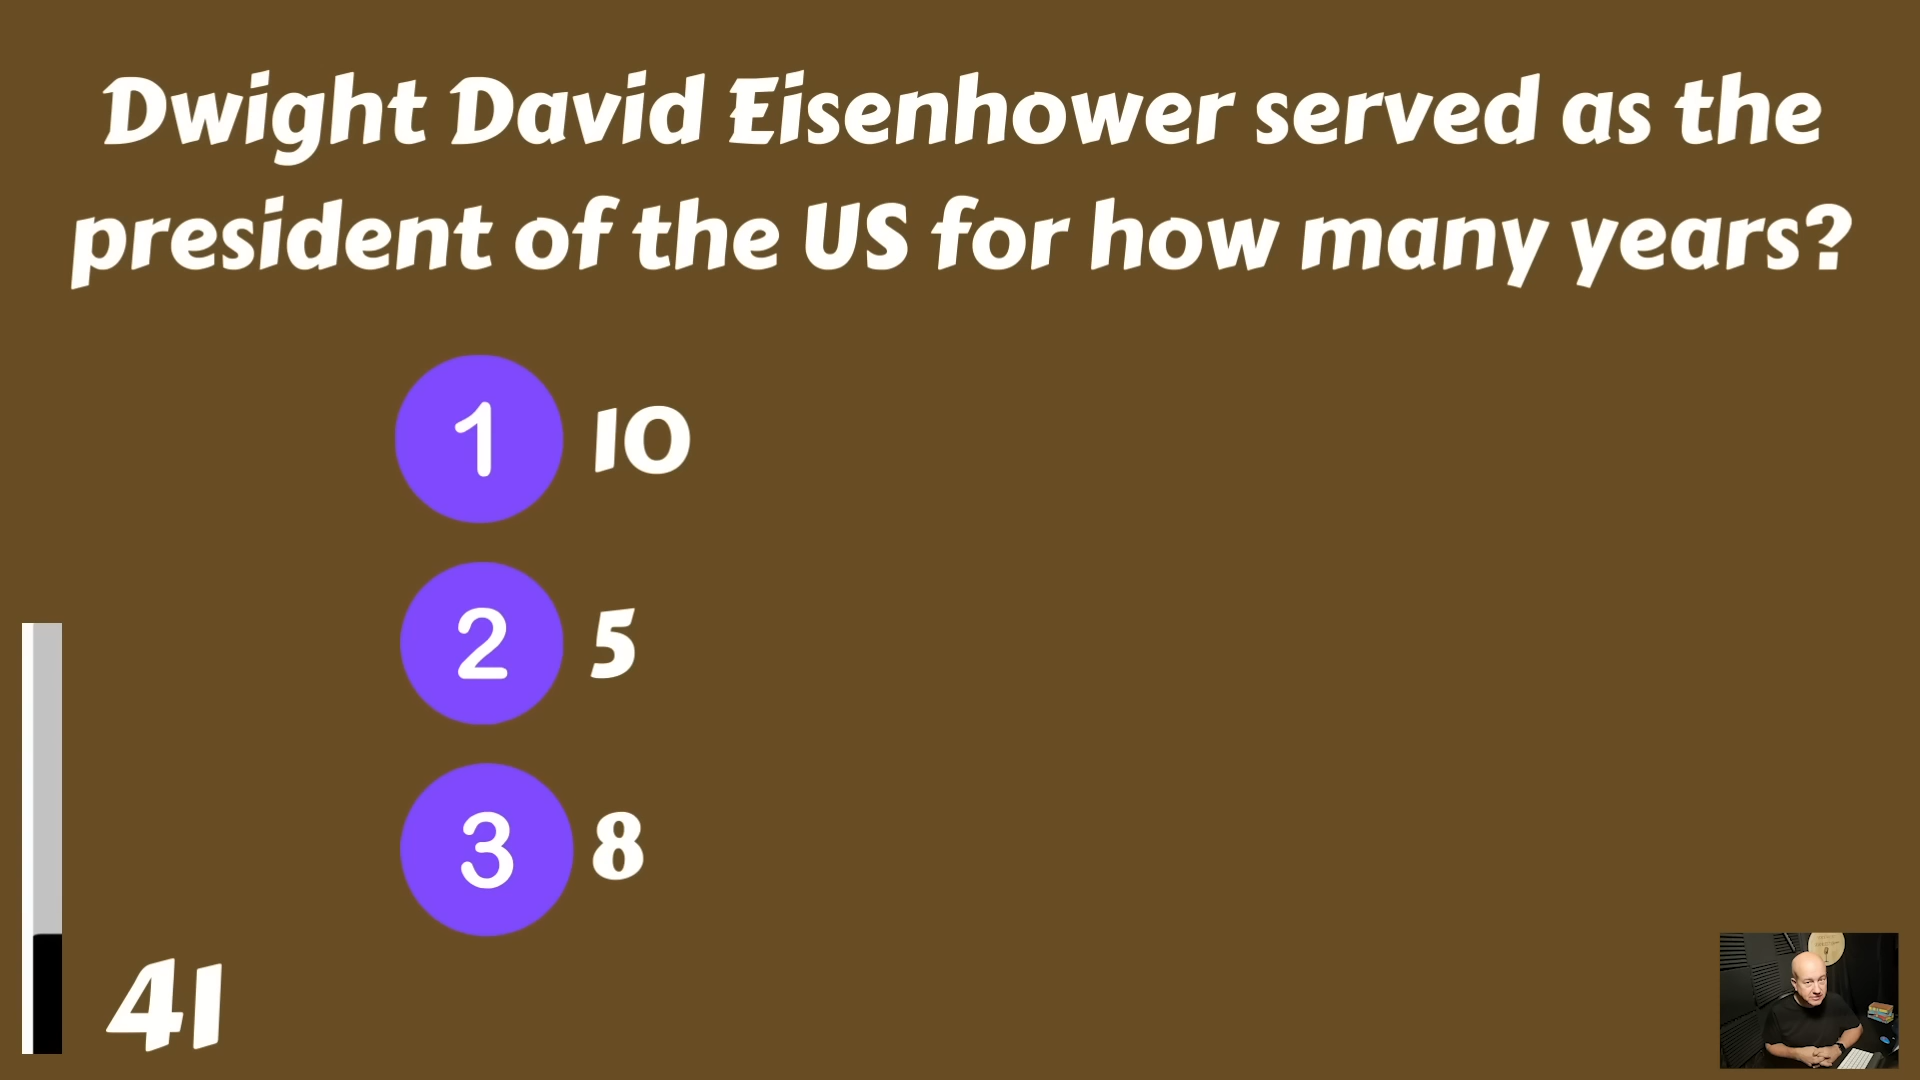 Dwight David Eisenhower served as the
president of the US for how many years?
1 10
2 5
3 8
41